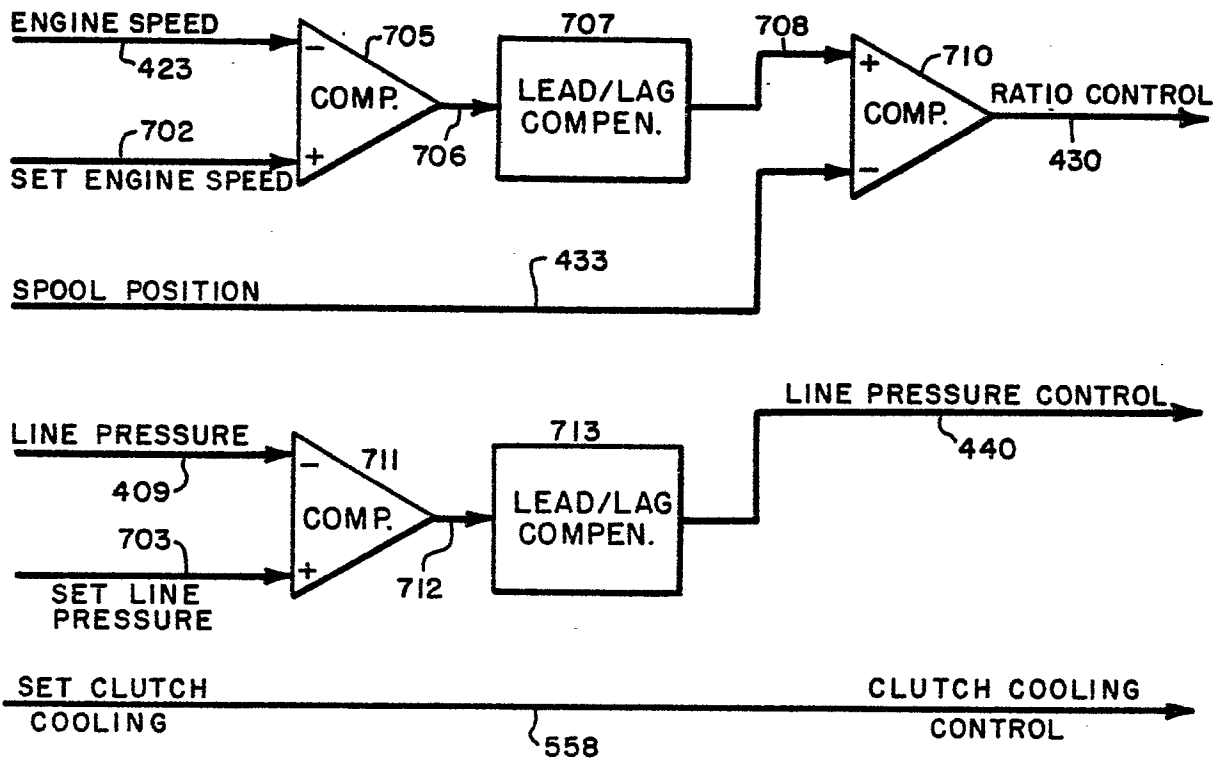 ENGINE SPEED
423
702
SET ENGINE SPEED
−
COMP.
+
705
706
707
LEAD/LAG
COMPEN.
708
+
COMP.
−
710
RATIO CONTROL
430
SPOOL POSITION
433
LINE PRESSURE
409
703
SET LINE
PRESSURE
−
COMP.
+
711
712
713
LEAD/LAG
COMPEN.
LINE PRESSURE CONTROL
440
SET CLUTCH
COOLING
558
CLUTCH COOLING
CONTROL